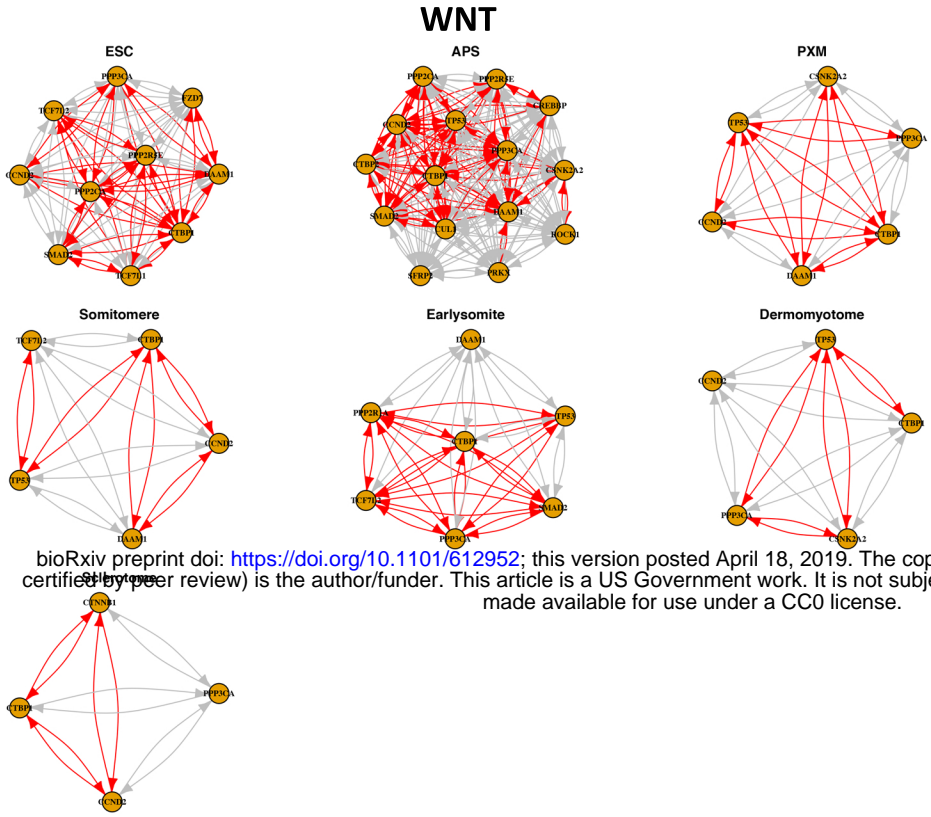 WNT
ESC
APS
PXM
PPP3CA
TCF7L2
FZD7
PPP2R5E
CCND2
DAAM1
PPP2CA
CTBP1
SMAD2
TCF7L1
PPP2CA
PPP2R5E
CREBBP
CCND2
TP53
PPP3CA
CTBP2
CSNK2A2
CTBP1
SMAD2
DAAM1
CUL1
ROCK1
SFRP2
PRKX
CSNK2A2
TP53
PPP3CA
CCND2
CTBP1
DAAM1
Somitomere
Earlysomite
Dermomyotome
TCF7L2
CTBP1
CCND2
TP53
DAAM1
DAAM1
PPP2R1A
TP53
CTBP1
TCF7L2
SMAD2
PPP3CA
TP53
CCND2
CTBP1
PPP3CA
CSNK2A2
bioRxiv preprint doi: https://doi.org/10.1101/612952; this version posted April 18, 2019. The cop
certified by peer review) is the author/funder. This article is a US Government work. It is not subje
made available for use under a CC0 license.
Sclerotome
CTNNB1
PPP3CA
CTBP1
CCND2